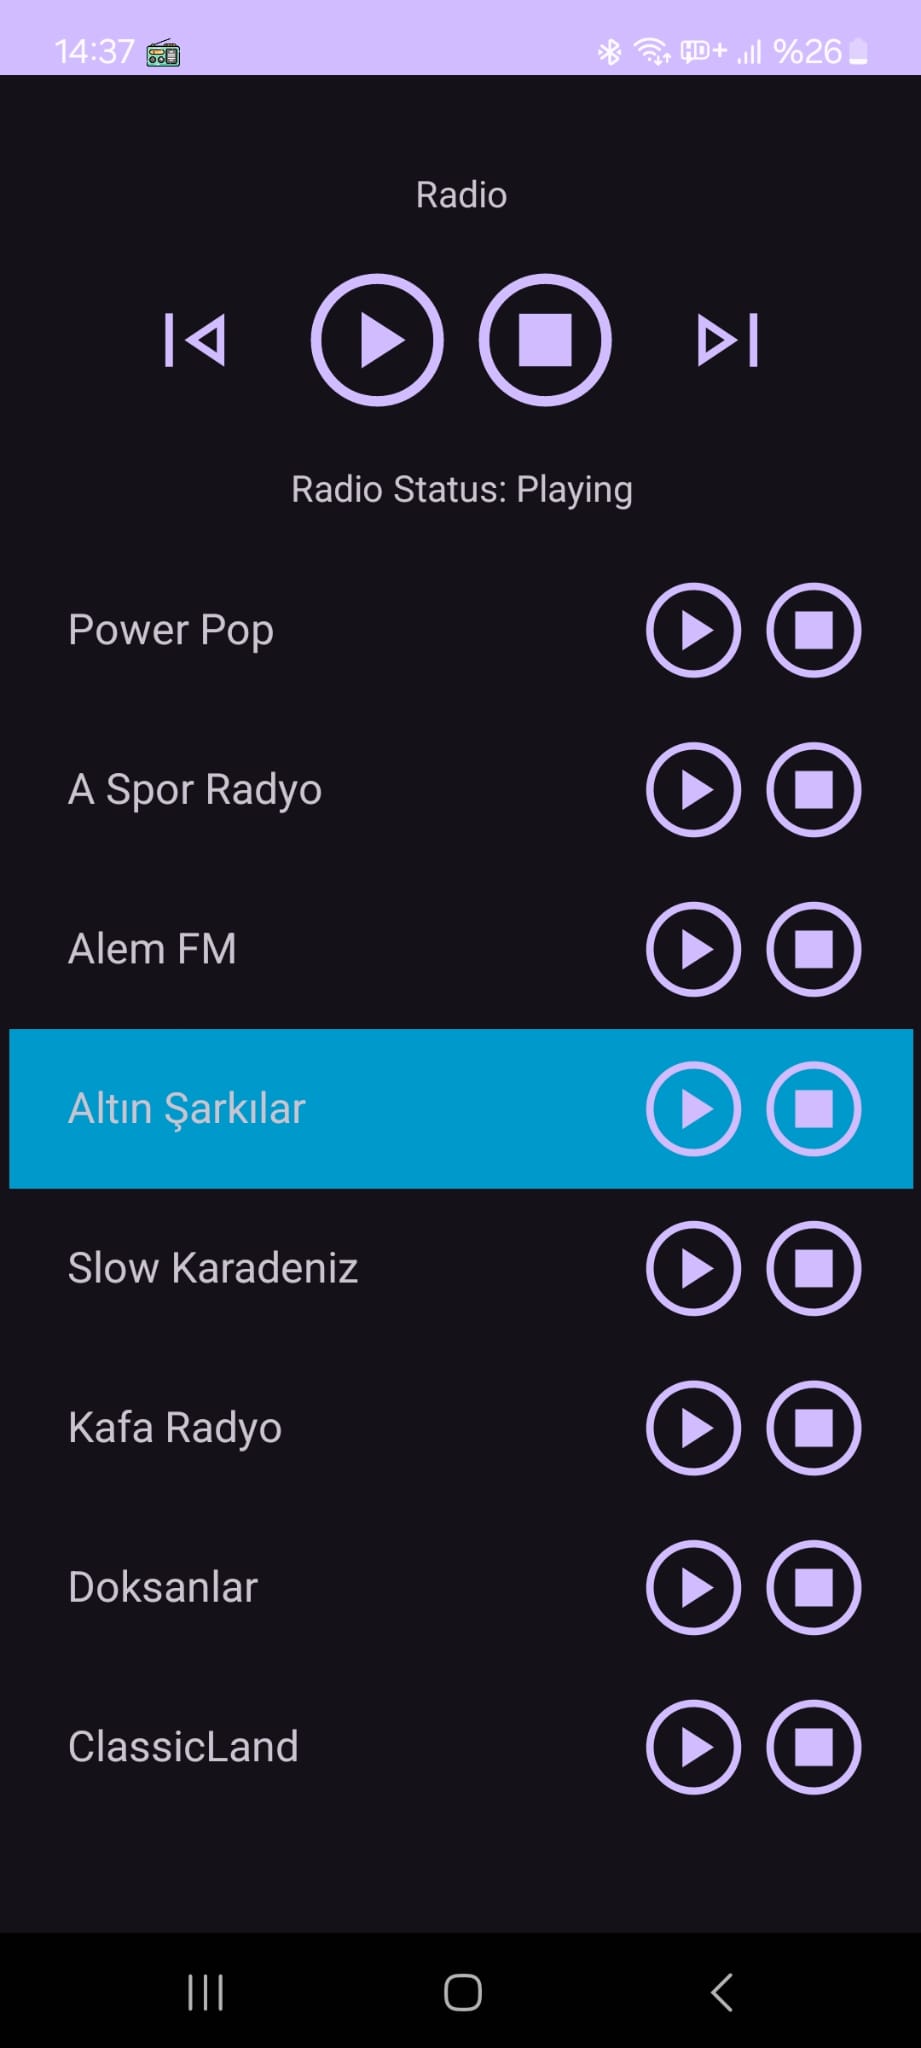 14:37 %26
Radio
Radio Status: Playing
Power Pop
A Spor Radyo
Alem FM
Altın Şarkılar
Slow Karadeniz
Kafa Radyo
Doksanlar
ClassicLand